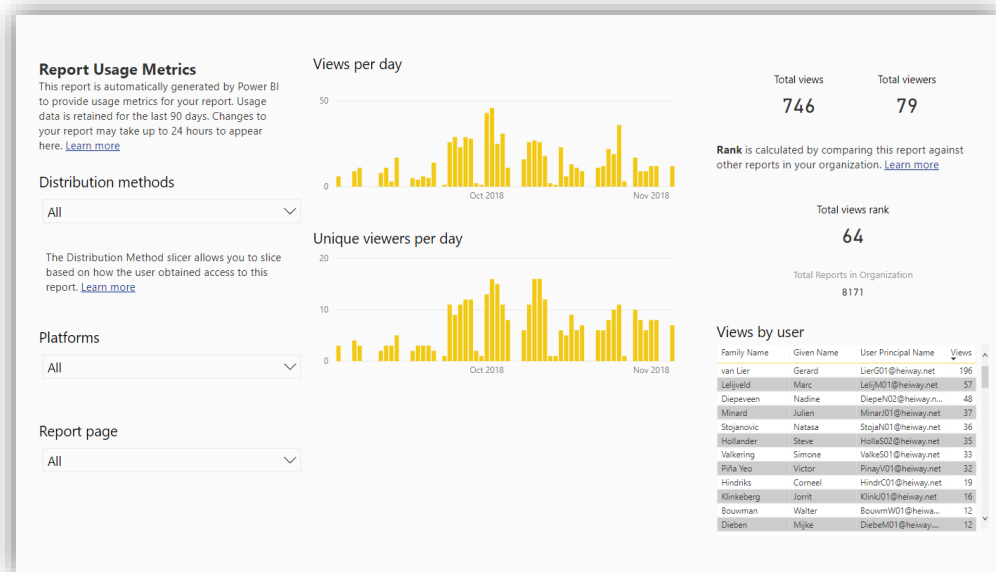 Report Usage Metrics
This report is automatically generated by Power BI
to provide usage metrics for your report. Usage
data is retained for the last 90 days. Changes to
your report may take up to 24 hours to appear
here. Learn more
Distribution methods
All
The Distribution Method slicer allows you to slice
based on how the user obtained access to this
report. Learn more
Platforms
All
Report page
All
Views per day
50
0
Oct 2018 Nov 2018
Unique viewers per day
20
10
0
Oct 2018 Nov 2018
Total views Total viewers
746 79
Rank is calculated by comparing this report against
other reports in your organization. Learn more
Total views rank
64
Total Reports in Organization
8171
Views by user
Family Name Given Name User Principal Name Views
van Lier Gerard LierG01@heiway.net 196
Lelijveld Marc LelijM01@heiway.net 57
Diepeveen Nadine DiepeN02@heiway.n... 48
Minard Julien MinarJ01@heiway.net 37
Stojanovic Natasa StojaN01@heiway.net 36
Hollander Steve HollaS02@heiway.net 35
Valkering Simone ValkeS01@heiway.net 33
Piña Yeo Victor PinayV01@heiway.net 32
Hindriks Corneel HindrC01@heiway.net 19
Klinkeberg Jorrit KlinkJ01@heiway.net 16
Bouwman Walter BouwmW01@heiwa... 12
Dieben Mijke DiebeM01@heiway.... 12